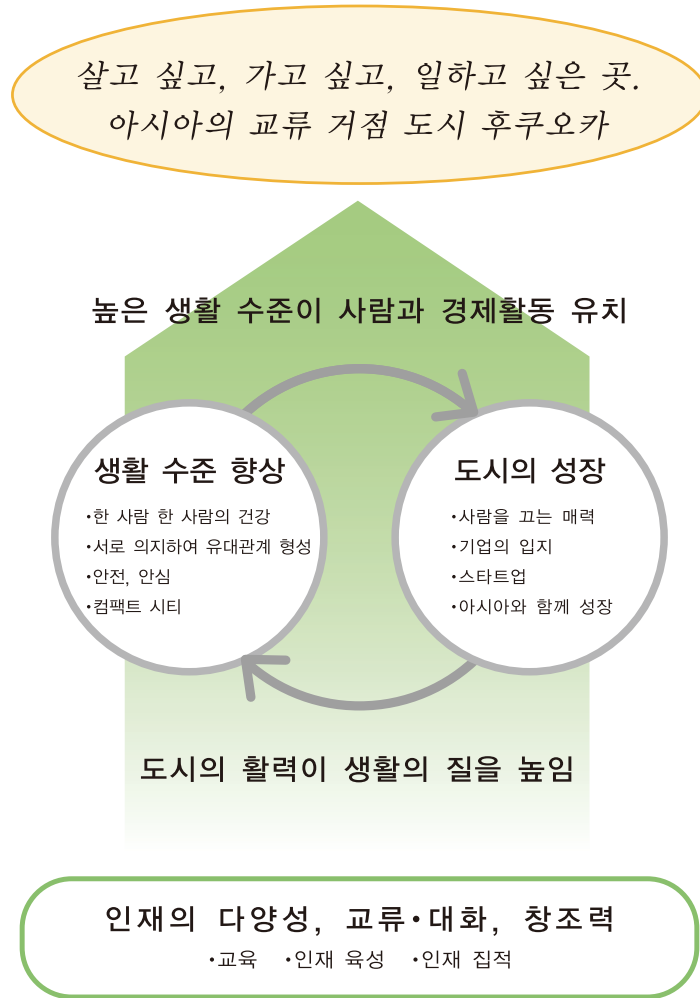 살고 싶고, 가고 싶고, 일하고 싶은 곳.
아시아의 교류 거점 도시 후쿠오카
높은 생활 수준이 사람과 경제활동 유치
생활 수준 향상
•한 사람 한 사람의 건강
•서로 의지하여 유대관계 형성
•안전, 안심
•컴팩트 시티
도시의 성장
•사람을 끄는 매력
•기업의 입지
•스타트업
•아시아와 함께 성장
도시의 활력이 생활의 질을 높임
인재의 다양성, 교류•대화, 창조력
•교육 •인재 육성 •인재 집적